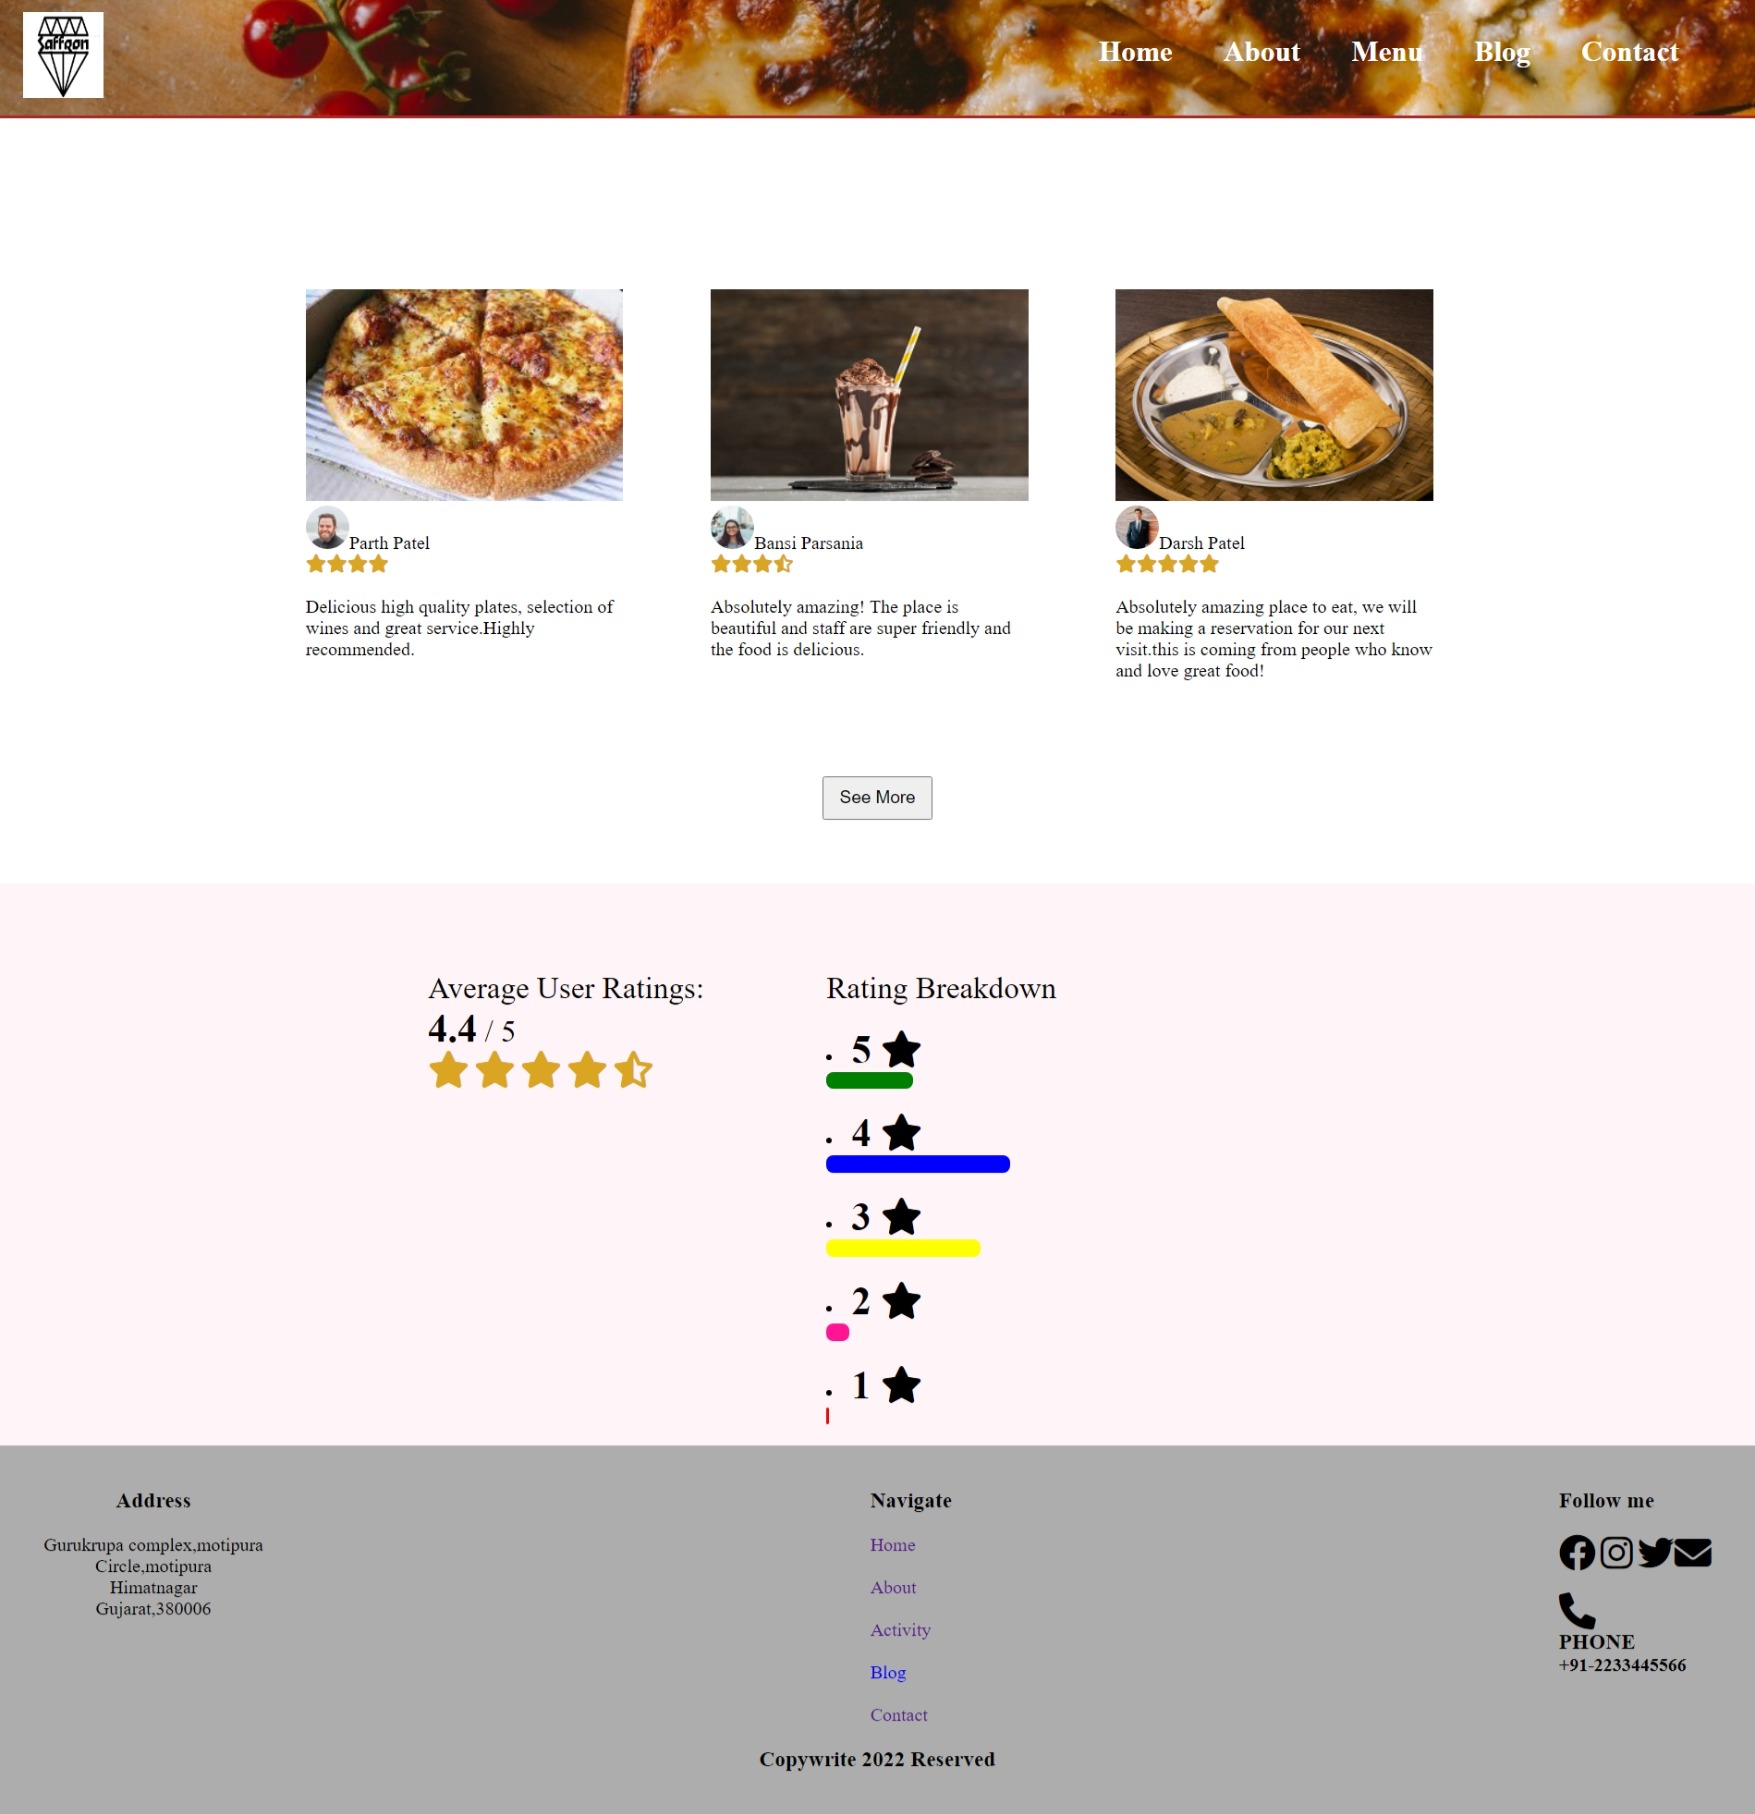 Saffron
Home About Menu Blog Contact
Parth Patel
Delicious high quality plates, selection of
wines and great service.Highly
recommended.
Bansi Parsania
Absolutely amazing! The place is
beautiful and staff are super friendly and
the food is delicious.
Darsh Patel
Absolutely amazing place to eat, we will
be making a reservation for our next
visit.this is coming from people who know
and love great food!
See More
Average User Ratings:
4.4 / 5
Rating Breakdown
• 5
• 4
• 3
• 2
• 1
Address
Gurukrupa complex,motipura
Circle,motipura
Himatnagar
Gujarat,380006
Navigate
Home
About
Activity
Blog
Contact
Follow me
PHONE
+91-2233445566
Copywrite 2022 Reserved